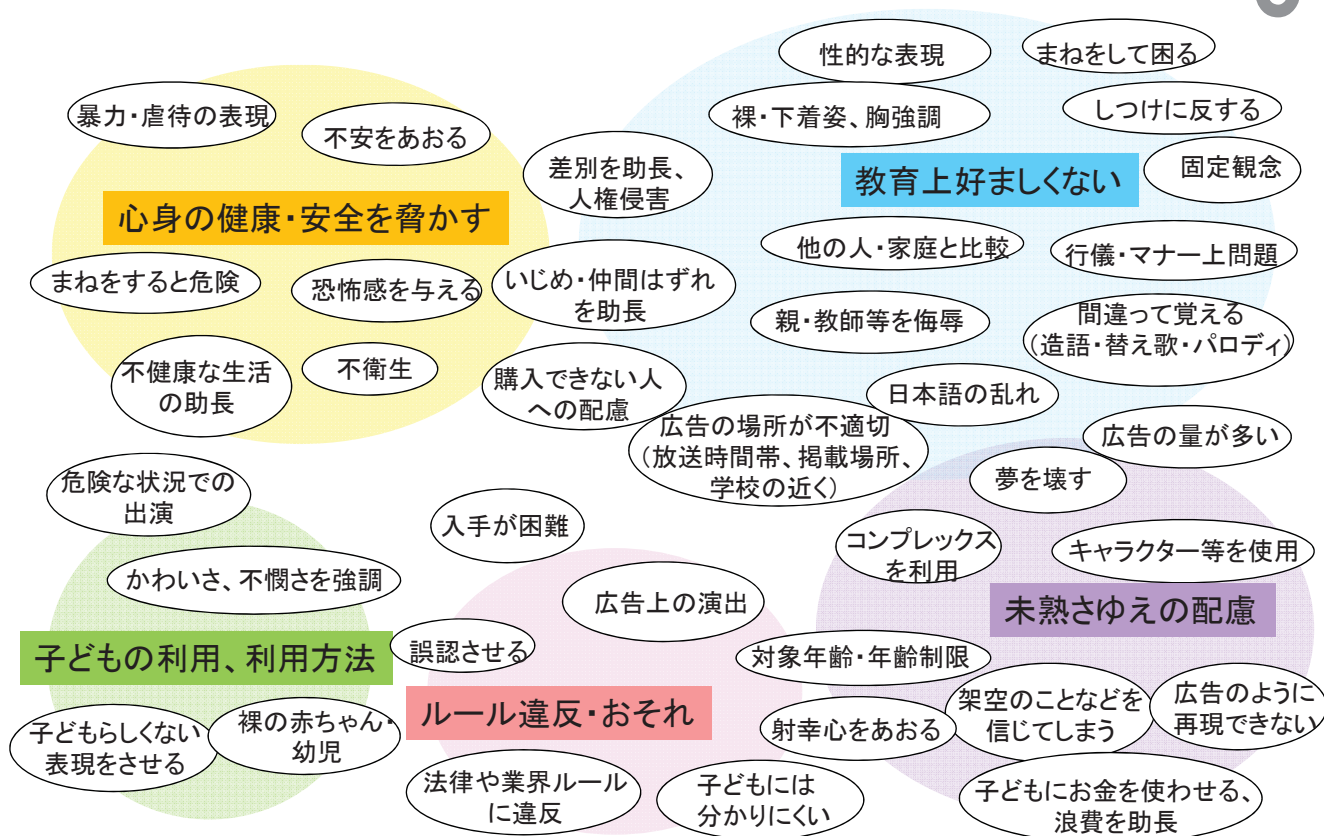 性的な表現
まねをして困る
暴力・虐待の表現
不安をあおる
裸・下着姿、胸強調
しつけに反する
差別を助長、
人権侵害
教育上好ましくない
固定観念
心身の健康・安全を脅かす
他の人・家庭と比較
行儀・マナー上問題
まねをすると危険
恐怖感を与える
いじめ・仲間はずれ
を助長
親・教師等を侮辱
間違って覚える
（造語・替え歌・パロディ）
不健康な生活
の助長
不衛生
購入できない人
への配慮
日本語の乱れ
広告の場所が不適切
（放送時間帯、掲載場所、
学校の近く）
広告の量が多い
危険な状況での
出演
夢を壊す
入手が困難
コンプレックス
を利用
キャラクター等を使用
かわいさ、不憫さを強調
広告上の演出
未熟さゆえの配慮
子どもの利用、利用方法
誤認させる
対象年齢・年齢制限
ルール違反・おそれ
射幸心をあおる
架空のことなどを
信じてしまう
広告のように
再現できない
子どもらしくない
表現をさせる
裸の赤ちゃん・
幼児
法律や業界ルール
に違反
子どもには
分かりにくい
子どもにお金を使わせる、
浪費を助長